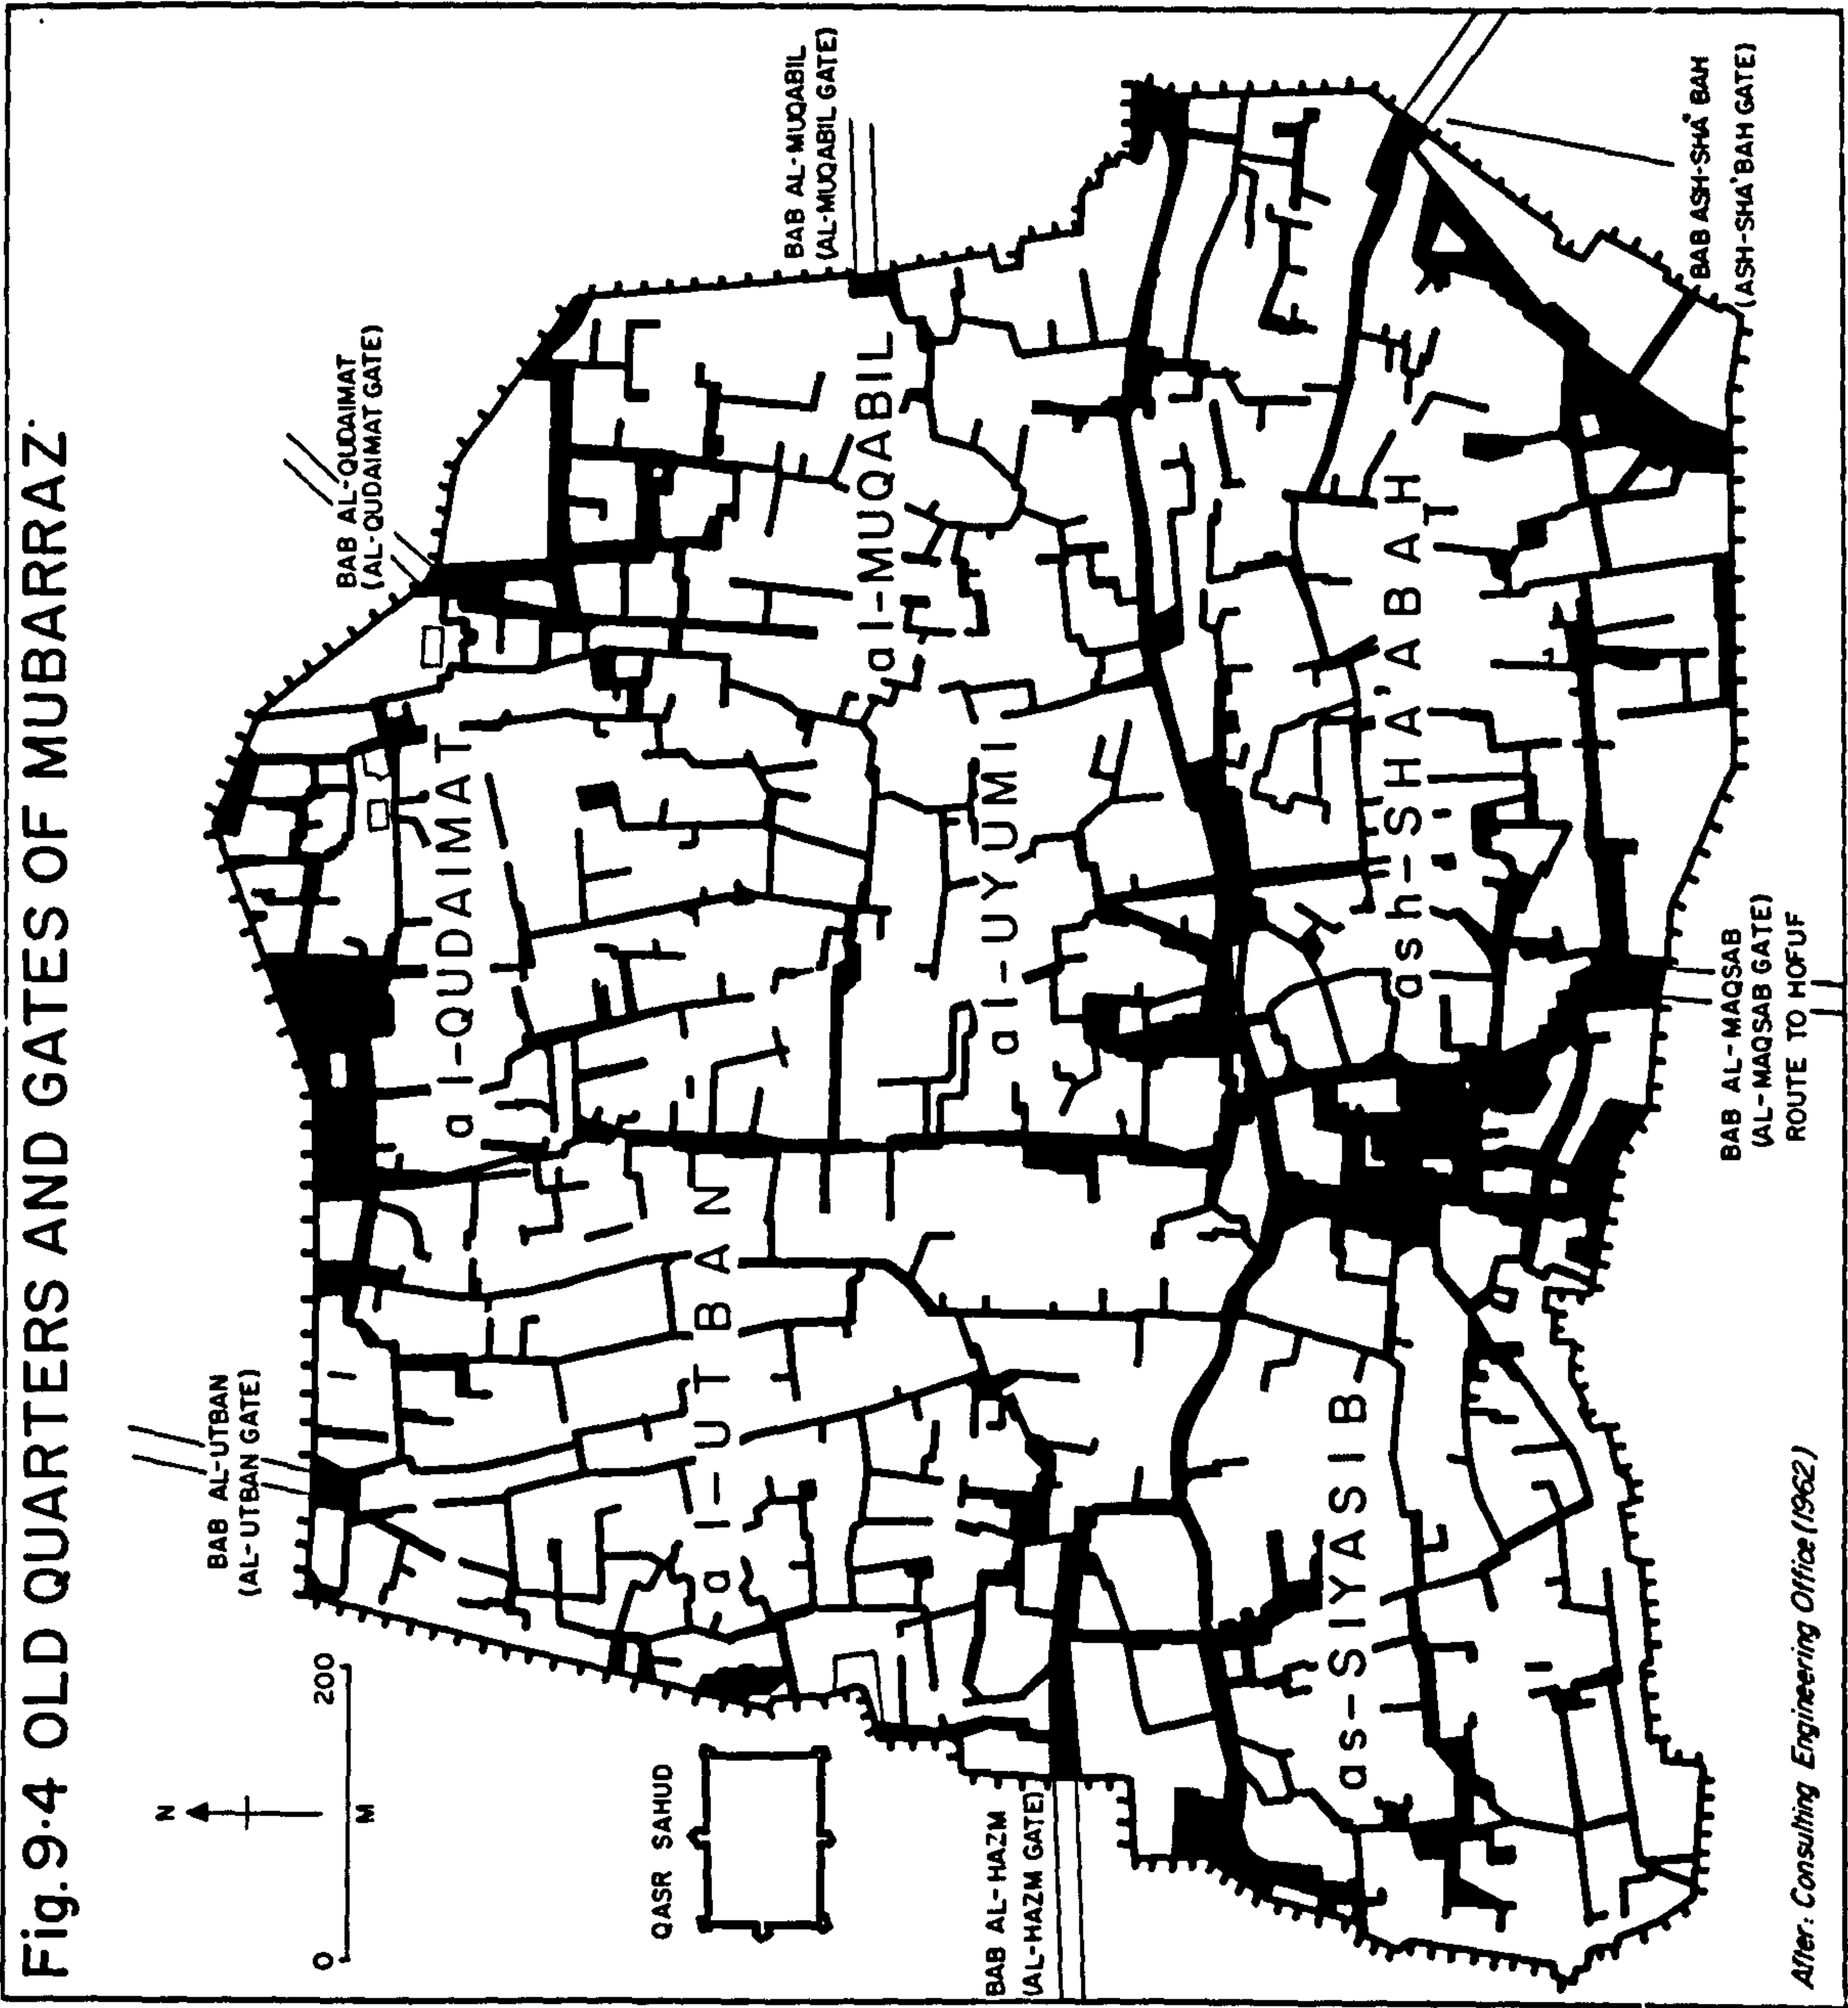 Fig. 9·4 OLD QUARTERS AND GATES OF MUBARRAZ
N
0 200
M
BAB AL-UTBAN
(AL-UTBAN GATE)
BAB AL-QUDAIMAT
(AL-QUDAIMAT GATE)
BAB AL-MUQABIL
(AL-MUQABIL GATE)
QASR SAHUD
al-QUDAIMAT
al-UTBAN
al-MUQABIL
al-UYUMI
BAB AL-HAZM
(AL-HAZM GATE)
as-SIYASIB
ash-SHA'ABAH
BAB ASH-SHA'BAH
(ASH-SHA'BAH GATE)
BAB AL-MAQSAB
(AL-MAQSAB GATE)
ROUTE TO HOFUF
After: Consulting Engineering Office (1962)